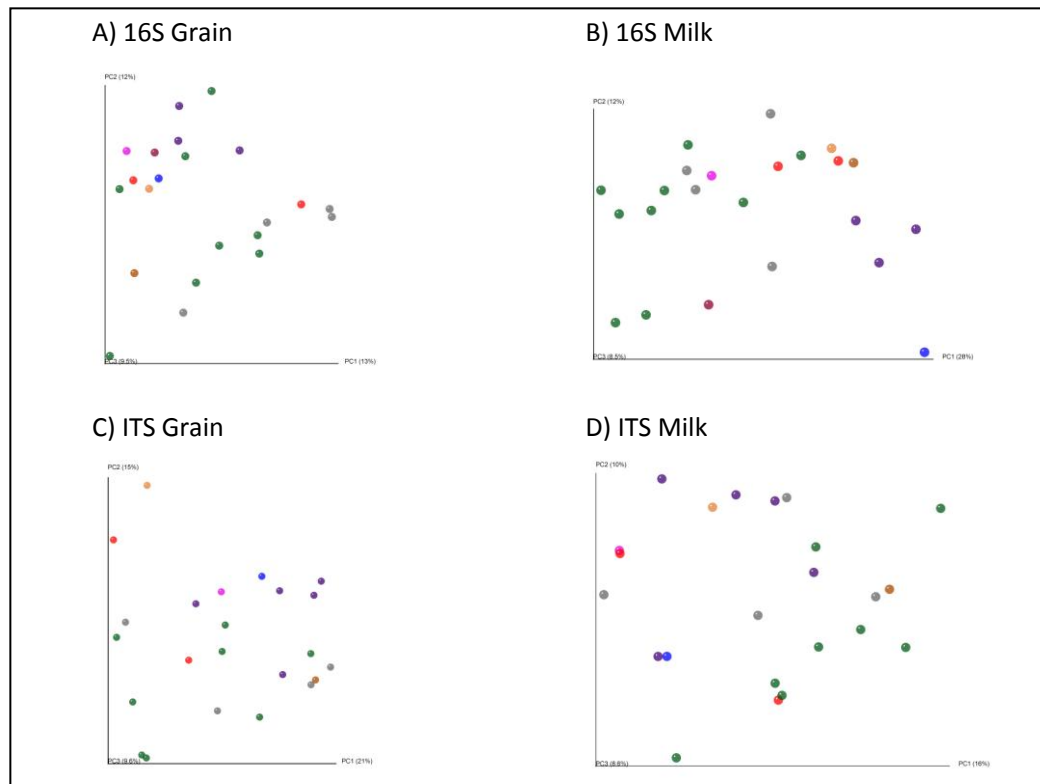 A) 16S Grain
PC2 (12%)
PC3 (9.5%)
PC1 (13%)
B) 16S Milk
PC2 (12%)
PC3 (8.5%)
PC1 (28%)
C) ITS Grain
PC2 (15%)
PC3 (9.6%)
PC1 (21%)
D) ITS Milk
PC2 (10%)
PC3 (8.6%)
PC1 (16%)